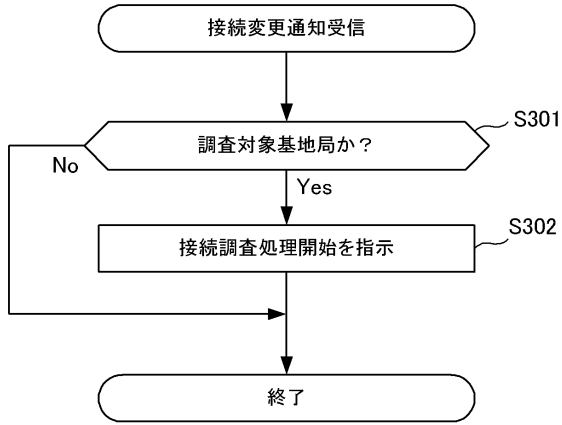 接続変更通知受信
S301
調査対象基地局か？
No
Yes
S302
接続調査処理開始を指示
終了